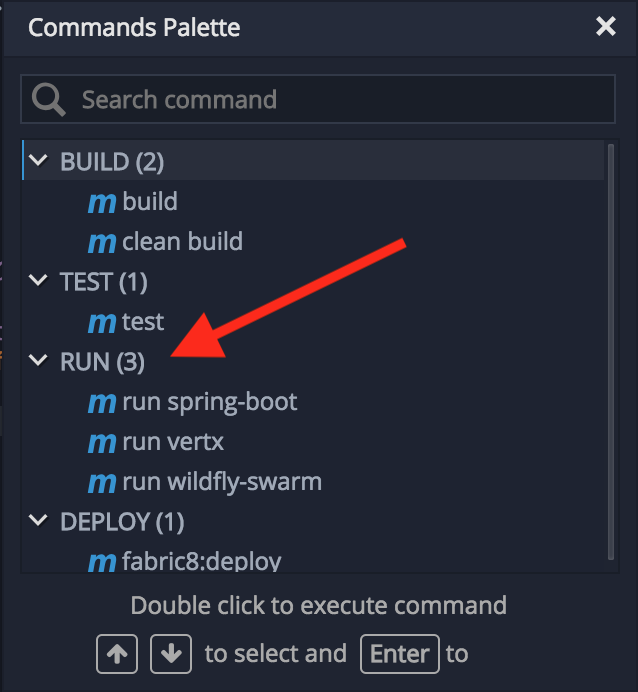 Commands Palette
Search command
BUILD (2)
m build
m clean build
TEST (1)
m test
RUN (3)
m run spring-boot
m run vertx
m run wildfly-swarm
DEPLOY (1)
m fabric8:deploy
Double click to execute command
to select and Enter to